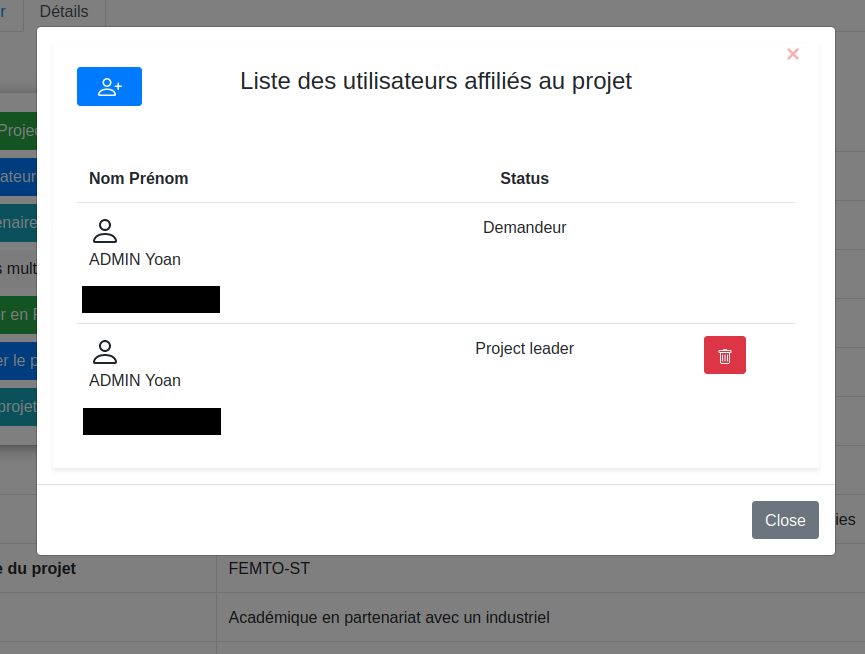 r Détails
Liste des utilisateurs affiliés au projet
Projec
ateur
enaire
s mult
r en F
er le p
projet
Nom Prénom Status
ADMIN Yoan Demandeur
ADMIN Yoan Project leader
Close
ies
e du projet FEMTO-ST
Académique en partenariat avec un industriel